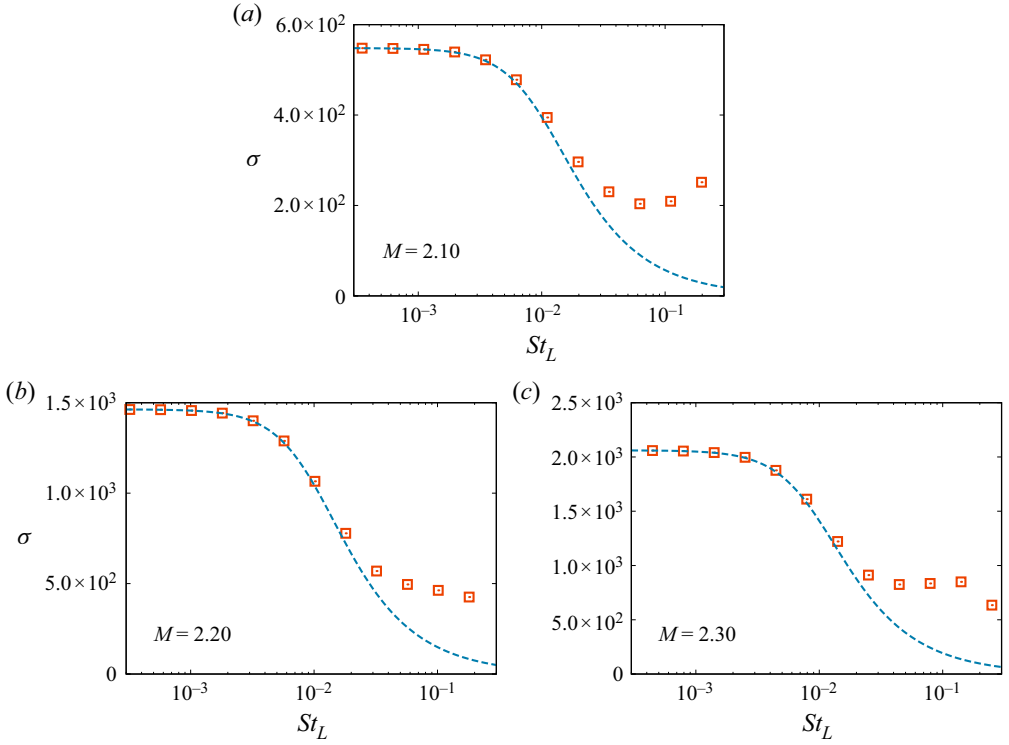 (a)
6.0 × 10²
4.0 × 10²
σ
2.0 × 10²
M = 2.10
0
10⁻³ 10⁻² 10⁻¹
St_L
(b)
1.5 × 10³
1.0 × 10³
σ
5.0 × 10²
M = 2.20
0
10⁻³ 10⁻² 10⁻¹
St_L
(c)
2.5 × 10³
2.0 × 10³
1.5 × 10³
1.0 × 10³
5.0 × 10²
M = 2.30
0
10⁻³ 10⁻² 10⁻¹
St_L